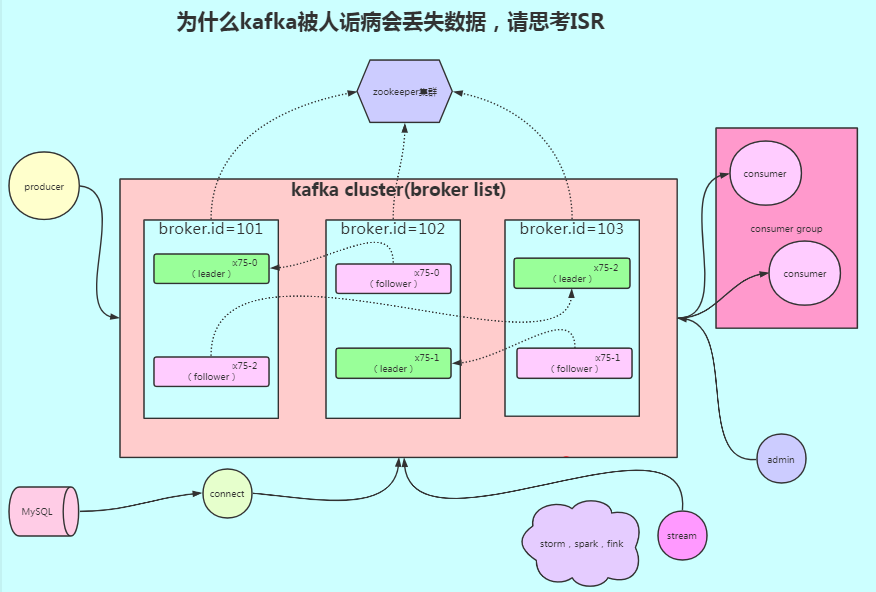 为什么kafka被人诟病会丢失数据，请思考ISR
zookeeper集群
producer
kafka cluster(broker list)
broker.id=101
broker.id=102
broker.id=103
x75-0
（leader）
x75-0
（follower）
x75-2
（leader）
x75-2
（follower）
x75-1
（leader）
x75-1
（follower）
consumer
consumer group
consumer
admin
MySQL
connect
storm，spark，fink
stream